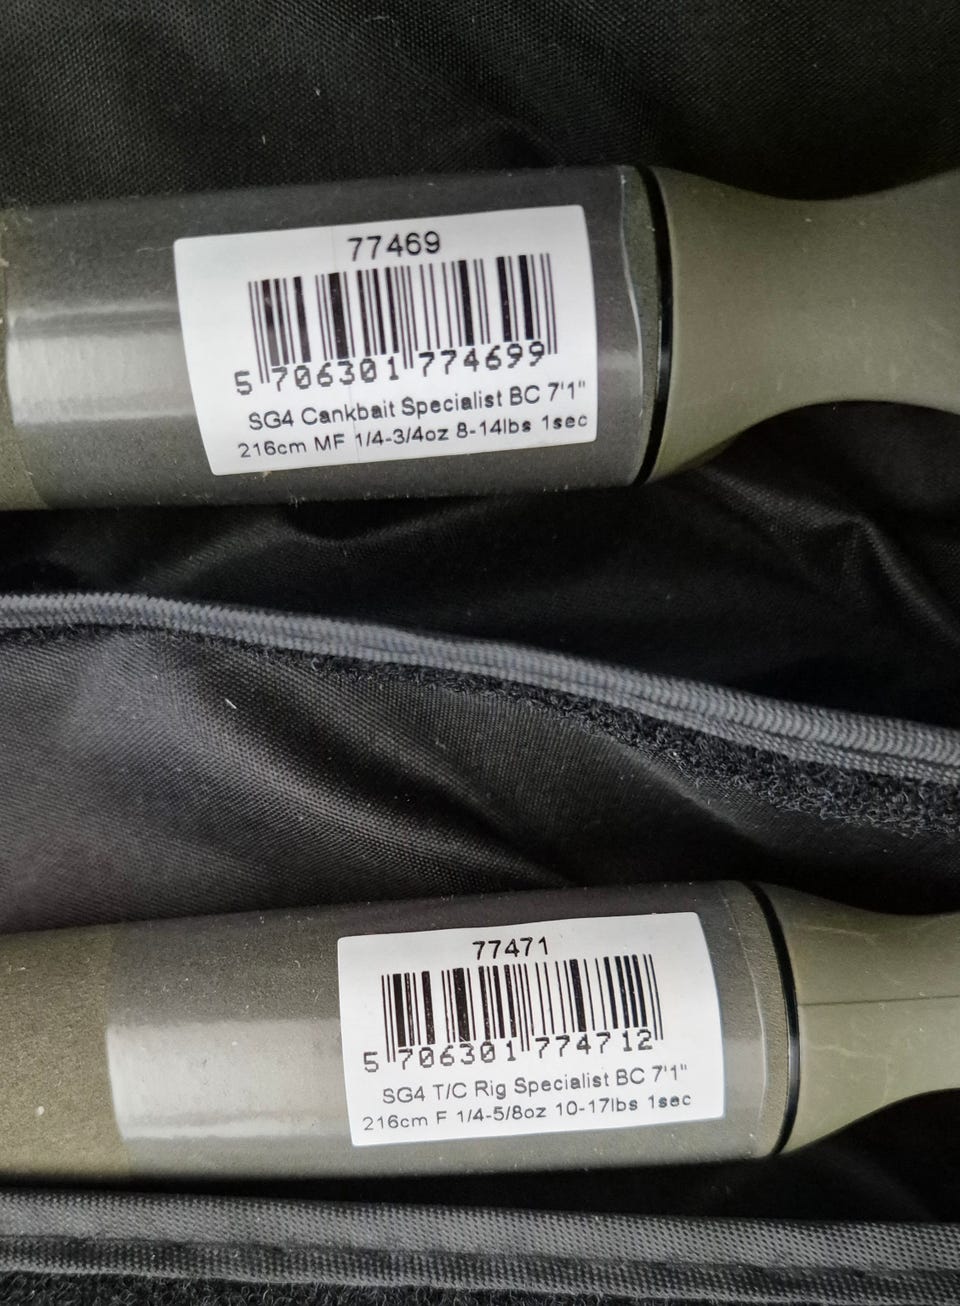 77469
5 706301 774699
SG4 Cankbait Specialist BC 7'1"
216cm MF 1/4-3/4oz 8-14lbs 1sec
77471
5 706301 774712
SG4 T/C Rig Specialist BC 7'1"
216cm F 1/4-5/8oz 10-17lbs 1sec